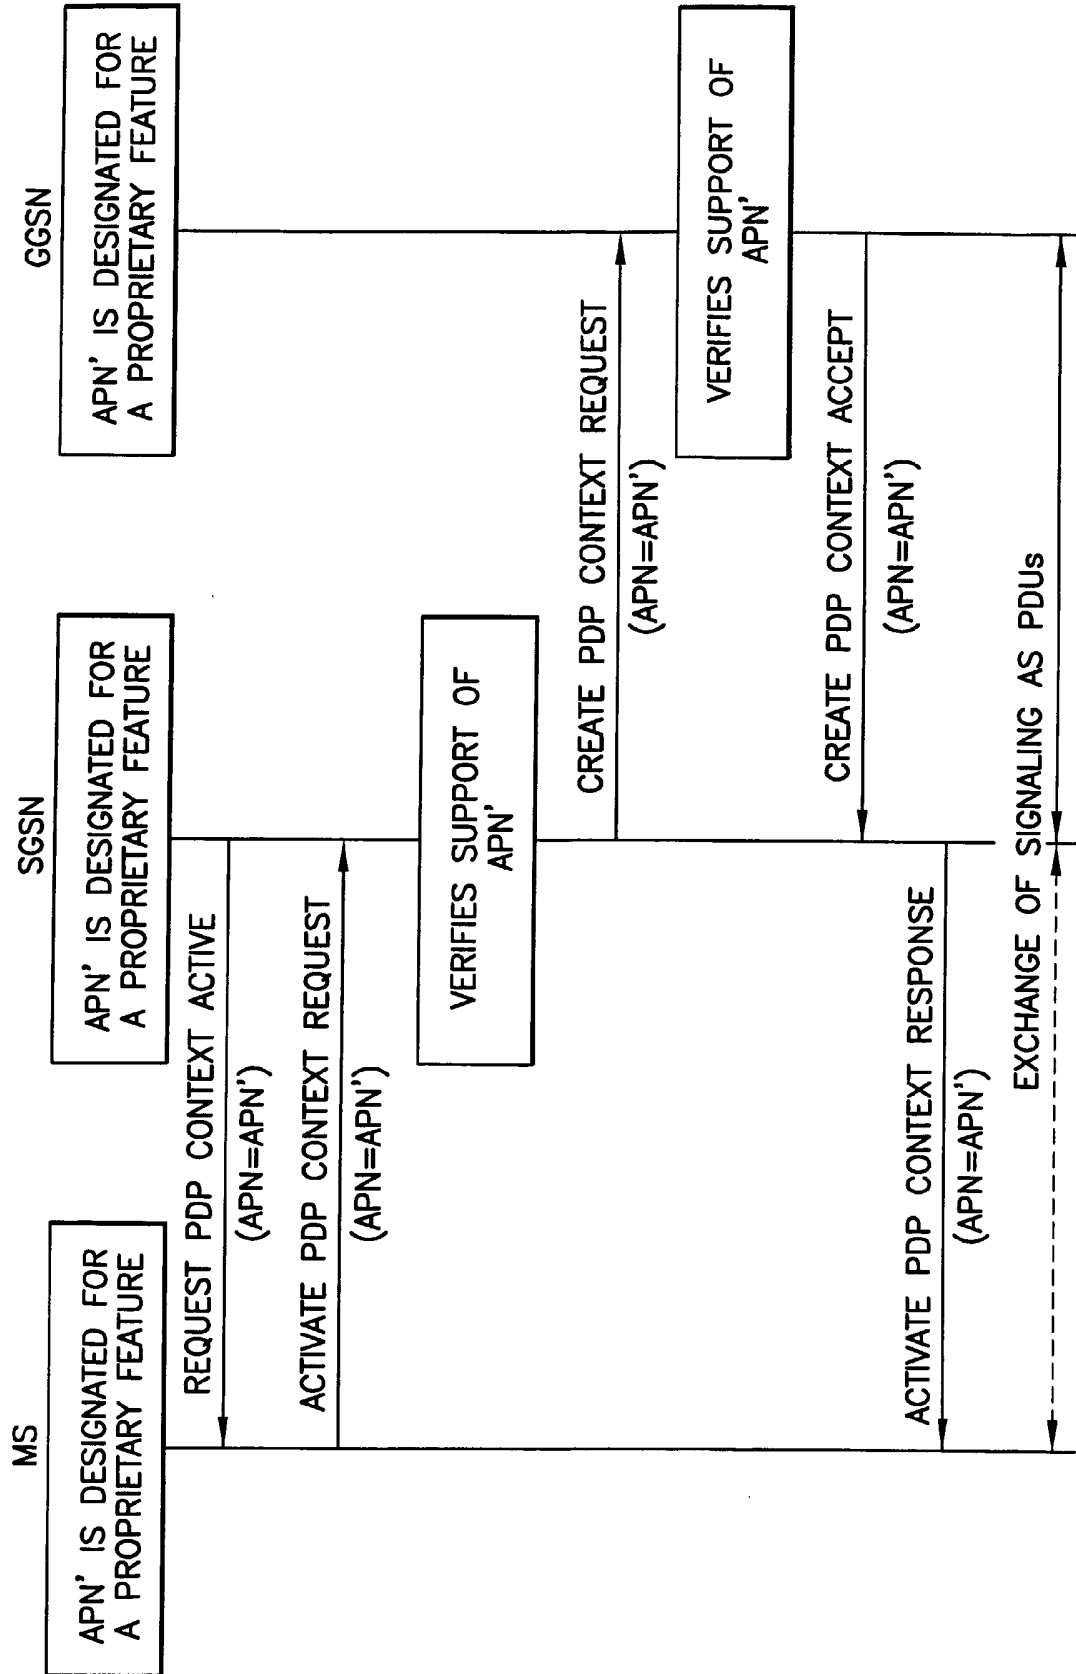 MS
SGSN
GGSN
APN' IS DESIGNATED FOR
A PROPRIETARY FEATURE
APN' IS DESIGNATED FOR
A PROPRIETARY FEATURE
APN' IS DESIGNATED FOR
A PROPRIETARY FEATURE
REQUEST PDP CONTEXT ACTIVE
(APN=APN')
ACTIVATE PDP CONTEXT REQUEST
(APN=APN')
VERIFIES SUPPORT OF
APN'
CREATE PDP CONTEXT REQUEST
(APN=APN')
VERIFIES SUPPORT OF
APN'
CREATE PDP CONTEXT ACCEPT
(APN=APN')
ACTIVATE PDP CONTEXT RESPONSE
(APN=APN')
EXCHANGE OF SIGNALING AS PDUs